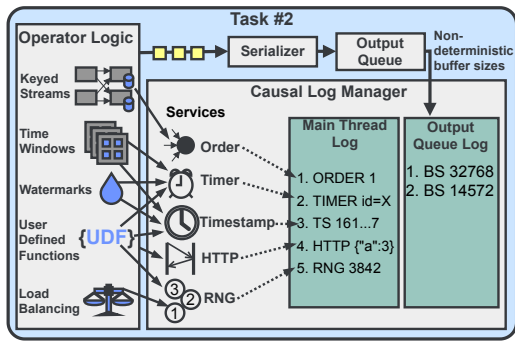 Task #2
Operator Logic
Keyed
Streams
Time
Windows
Watermarks
User
Defined
Functions
{UDF}
Load
Balancing
Serializer
Output
Queue
Non-
deterministic
buffer sizes
Causal Log Manager
Services
Order
Timer
Timestamp
HTTP
RNG
3
2
1
Main Thread
Log
1. ORDER 1
2. TIMER id=X
3. TS 161...7
4. HTTP {"a":3}
5. RNG 3842
Output
Queue Log
1. BS 32768
2. BS 14572